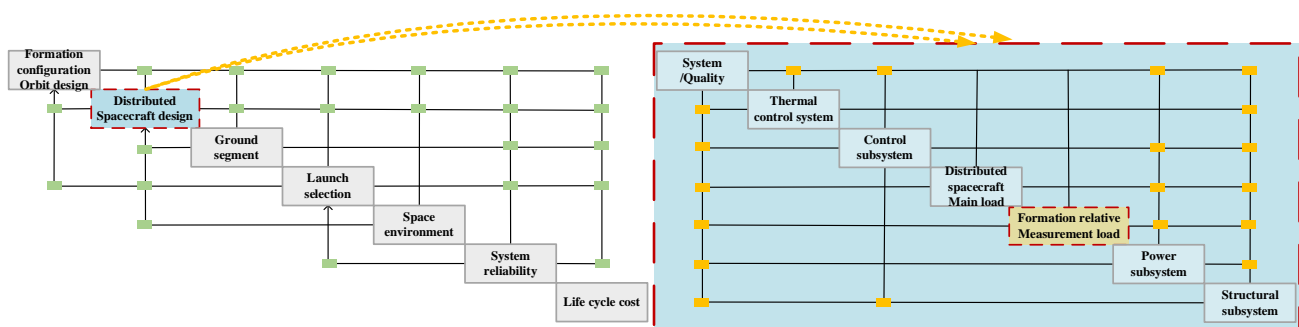 Formation
configuration
Orbit design
Distributed
Spacecraft design
Ground
segment
Launch
selection
Space
environment
System
reliability
Life cycle cost
System
/Quality
Thermal
control system
Control
subsystem
Distributed
spacecraft
Main load
Formation relative
Measurement load
Power
subsystem
Structural
subsystem